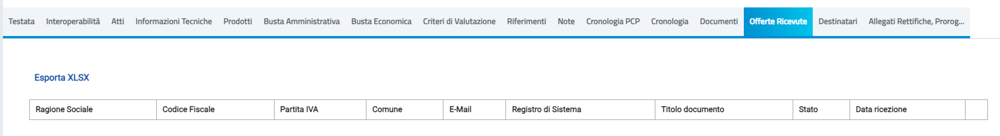 Testata Interoperabilità Atti Informazioni Tecniche Prodotti Busta Amministrativa Busta Economica Criteri di Valutazione Riferimenti Note Cronologia PCP Cronologia Documenti Offerte Ricevute Destinatari Allegati Rettifiche, Prorog...
Esporta XLSX
Ragione Sociale Codice Fiscale Partita IVA Comune E-Mail Registro di Sistema Titolo documento Stato Data ricezione